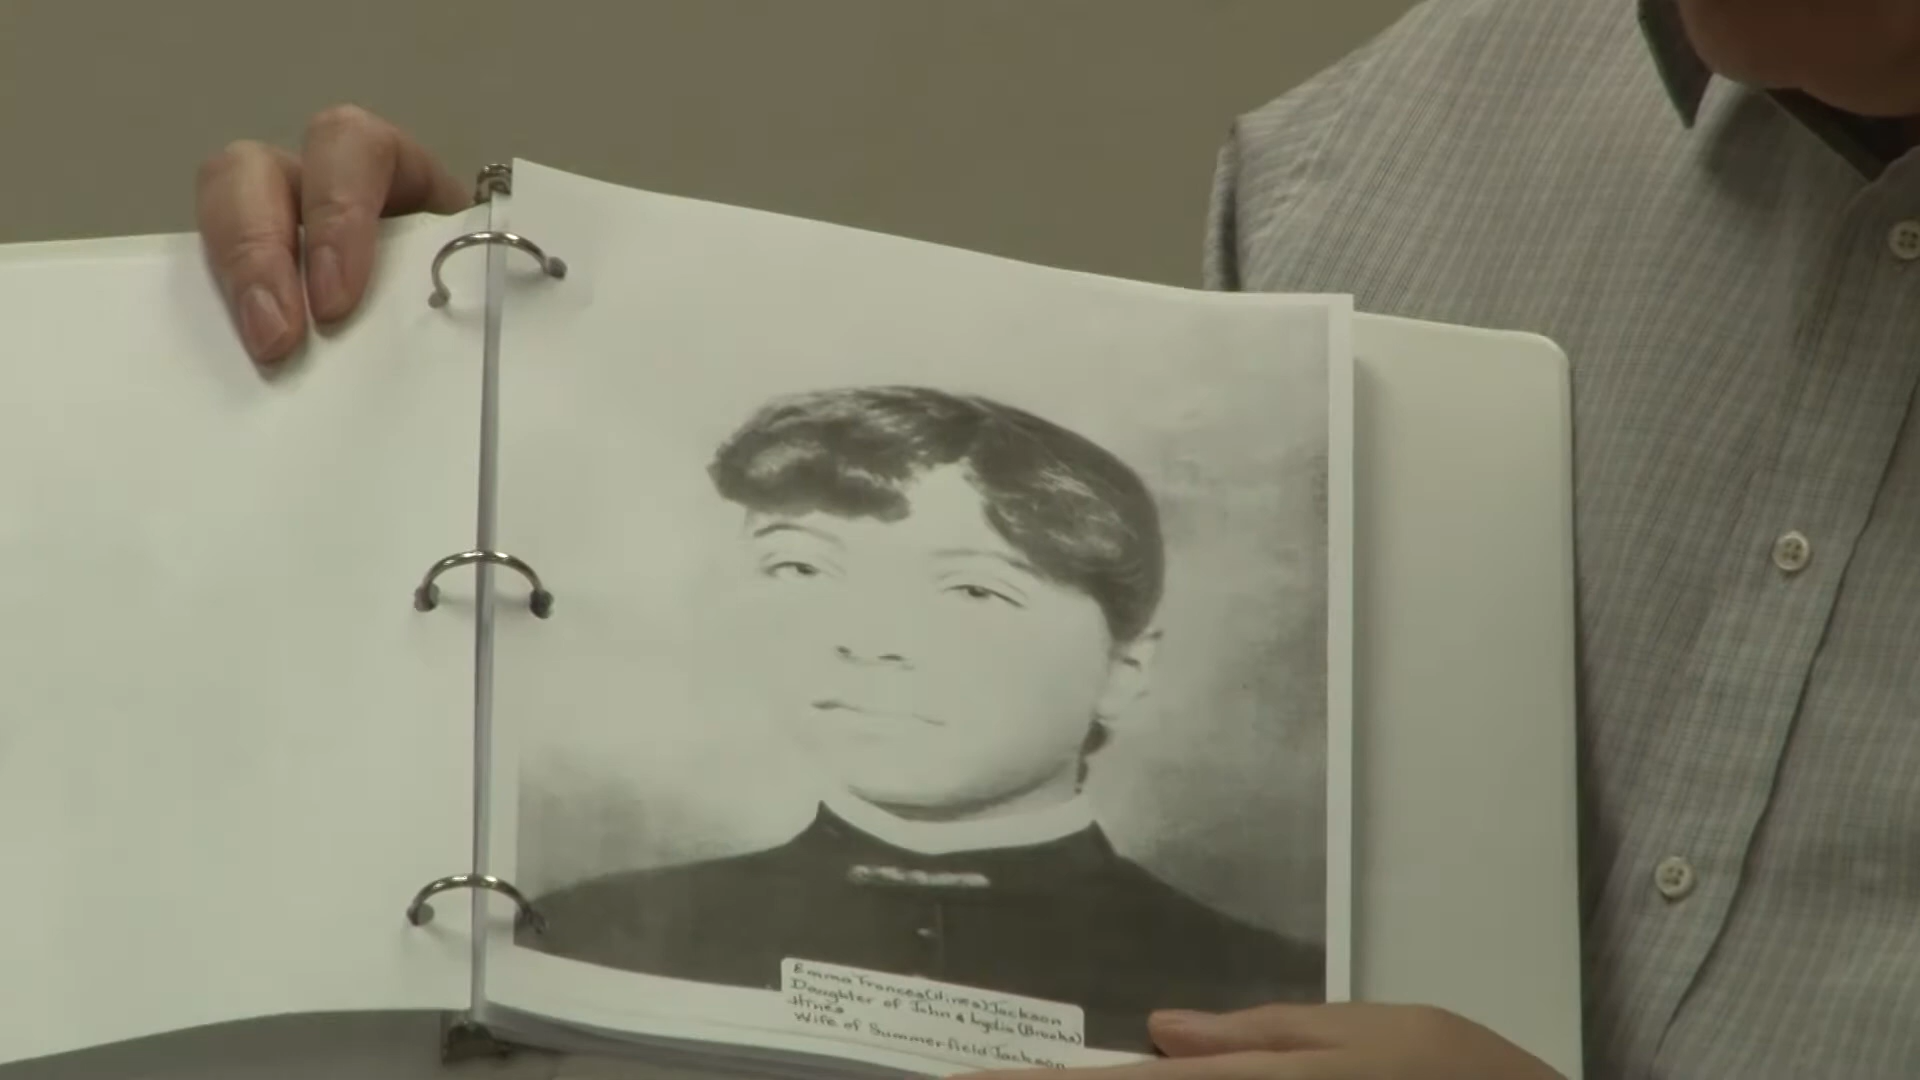 Emma Frances (Hines) Jackson
Daughter of John & Lydia (Brooks)
Hines
Wife of Summerfield Jackson